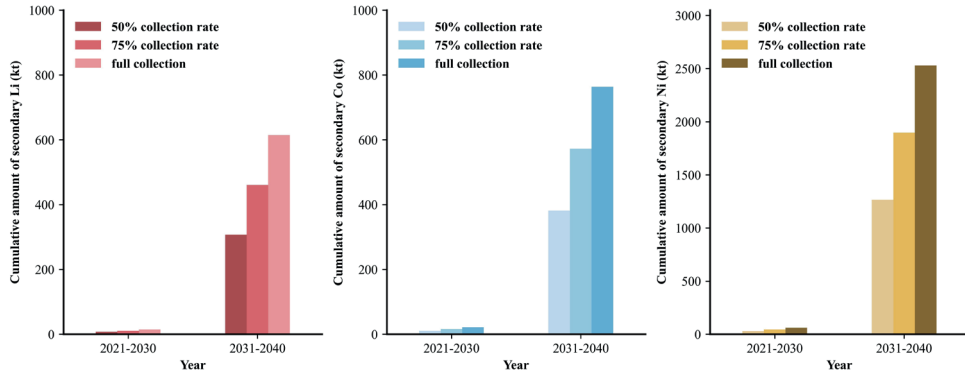 Cumulative amount of secondary Li (kt)
1000
800
600
400
200
0
50% collection rate
75% collection rate
full collection
2021-2030
2031-2040
Year
Cumulative amount of secondary Co (kt)
1000
800
600
400
200
0
50% collection rate
75% collection rate
full collection
2021-2030
2031-2040
Year
Cumulative amount of secondary Ni (kt)
3000
2500
2000
1500
1000
500
0
50% collection rate
75% collection rate
full collection
2021-2030
2031-2040
Year